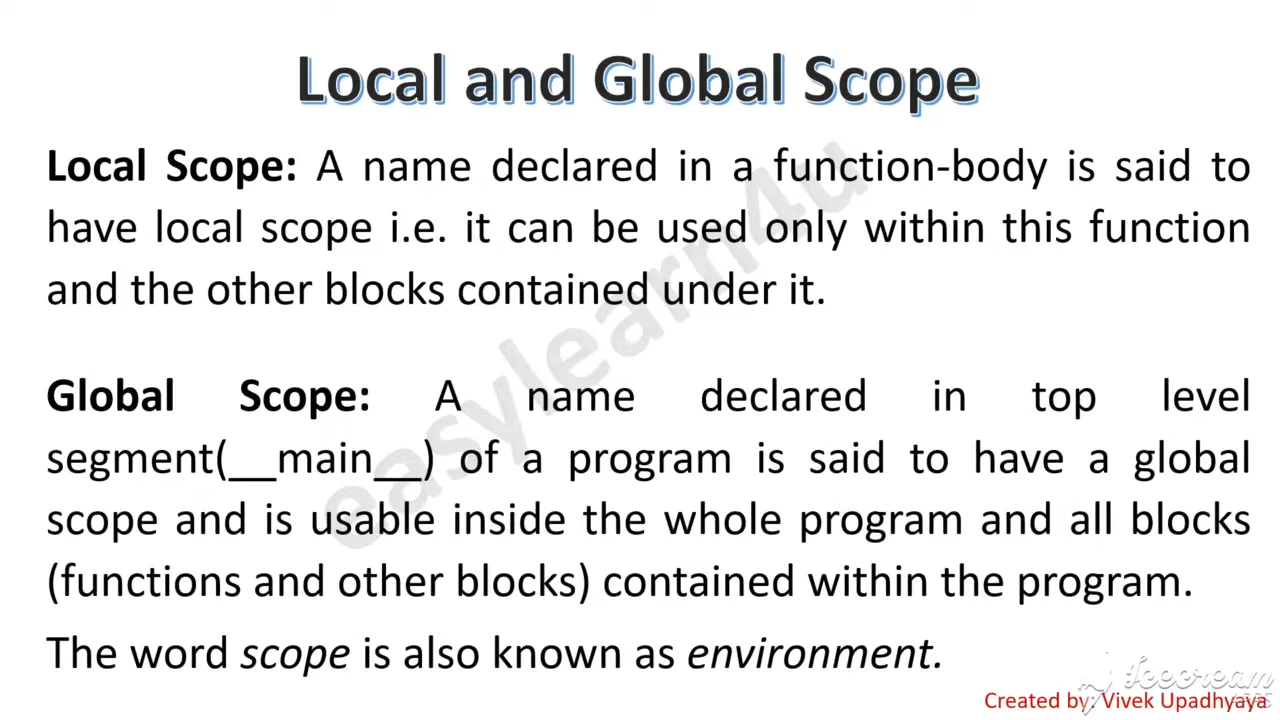 Local and Global Scope
Local Scope: A name declared in a function-body is said to
have local scope i.e. it can be used only within this function
and the other blocks contained under it.
Global Scope: A name declared in top level
segment(__main__) of a program is said to have a global
scope and is usable inside the whole program and all blocks
(functions and other blocks) contained within the program.
The word scope is also known as environment.
easylearn4u
Icecream
APPS
Created by: Vivek Upadhyaya